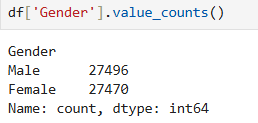 df['Gender'].value_counts()
Gender
Male      27496
Female    27470
Name: count, dtype: int64